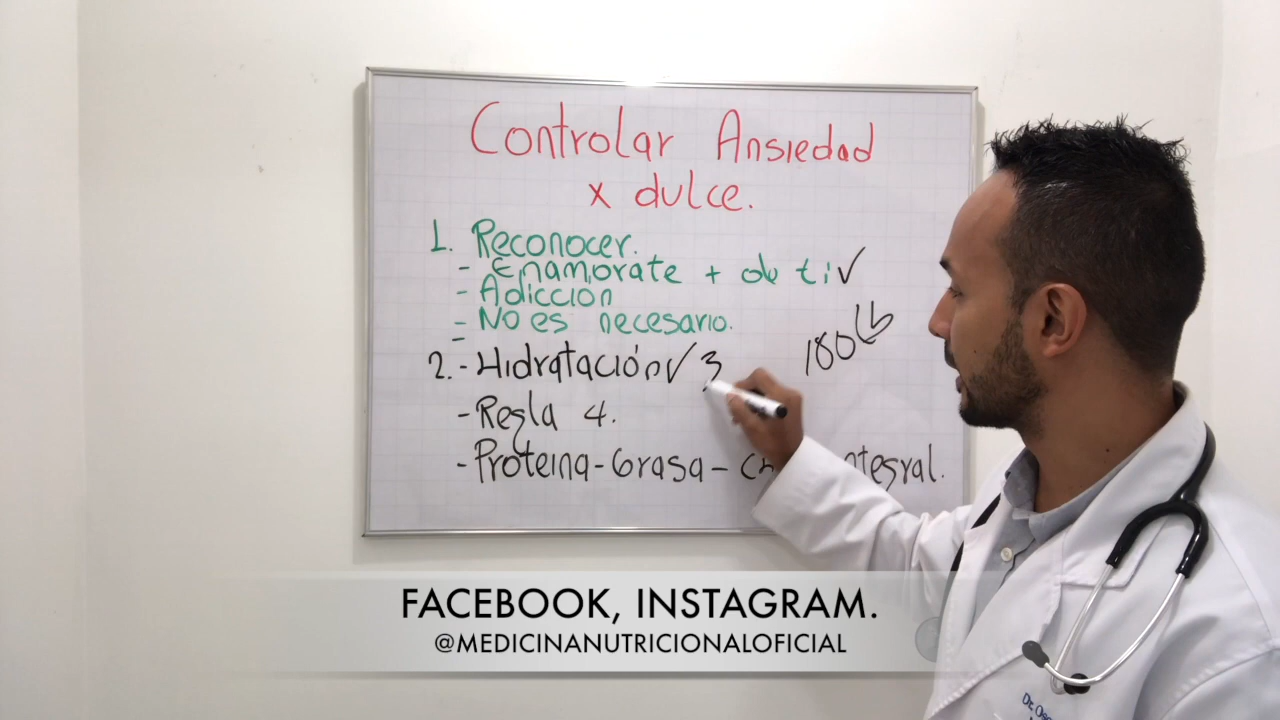 Controlar Ansiedad
x dulce.
1. Reconocer.
- Enamorate + de ti ✓
- Adiccion
- No es necesario.
180
2. - Hidratación ✓ 3
- Regla 4.
- Proteina - Grasa -
FACEBOOK, INSTAGRAM.
@MEDICINANUTRICIONALOFICIAL
Dr.